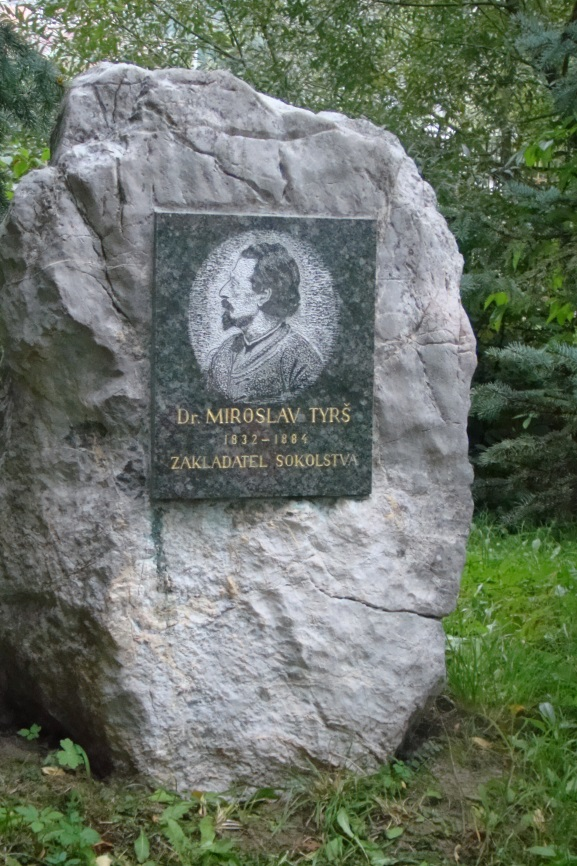 Dr. MIROSLAV TYRŠ
1832-1884
ZAKLADATEL SOKOLSTVA